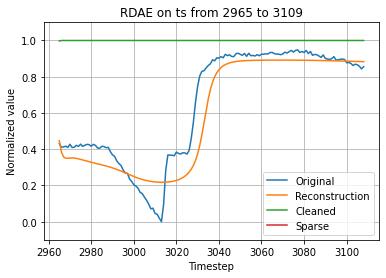 RDAE on ts from 2965 to 3109
Normalized value
1.0
0.8
0.6
0.4
0.2
0.0
2960 2980 3000 3020 3040 3060 3080 3100
Timestep
Original
Reconstruction
Cleaned
Sparse